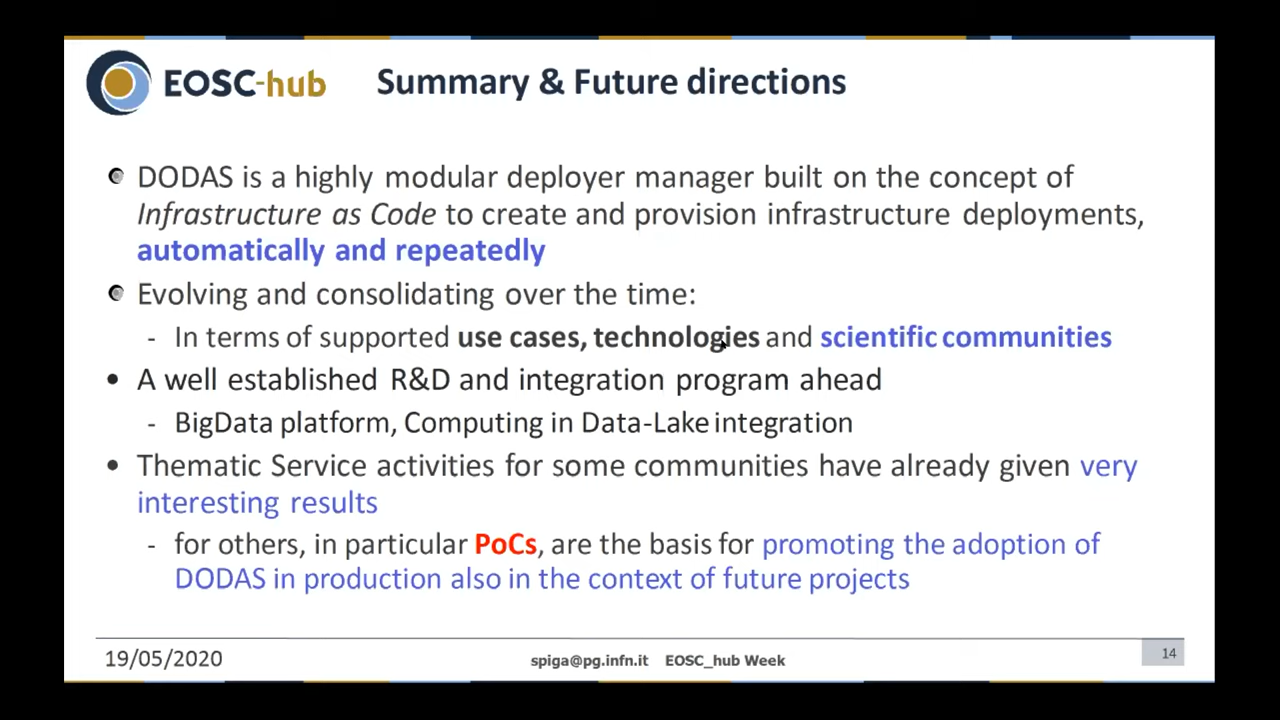 EOSC-hub
Summary & Future directions
DODAS is a highly modular deployer manager built on the concept of
Infrastructure as Code to create and provision infrastructure deployments,
automatically and repeatedly
Evolving and consolidating over the time:
- In terms of supported use cases, technologies and scientific communities
• A well established R&D and integration program ahead
- BigData platform, Computing in Data-Lake integration
• Thematic Service activities for some communities have already given very
interesting results
- for others, in particular PoCs, are the basis for promoting the adoption of
DODAS in production also in the context of future projects
19/05/2020
spiga@pg.infn.it EOSC_hub Week
14